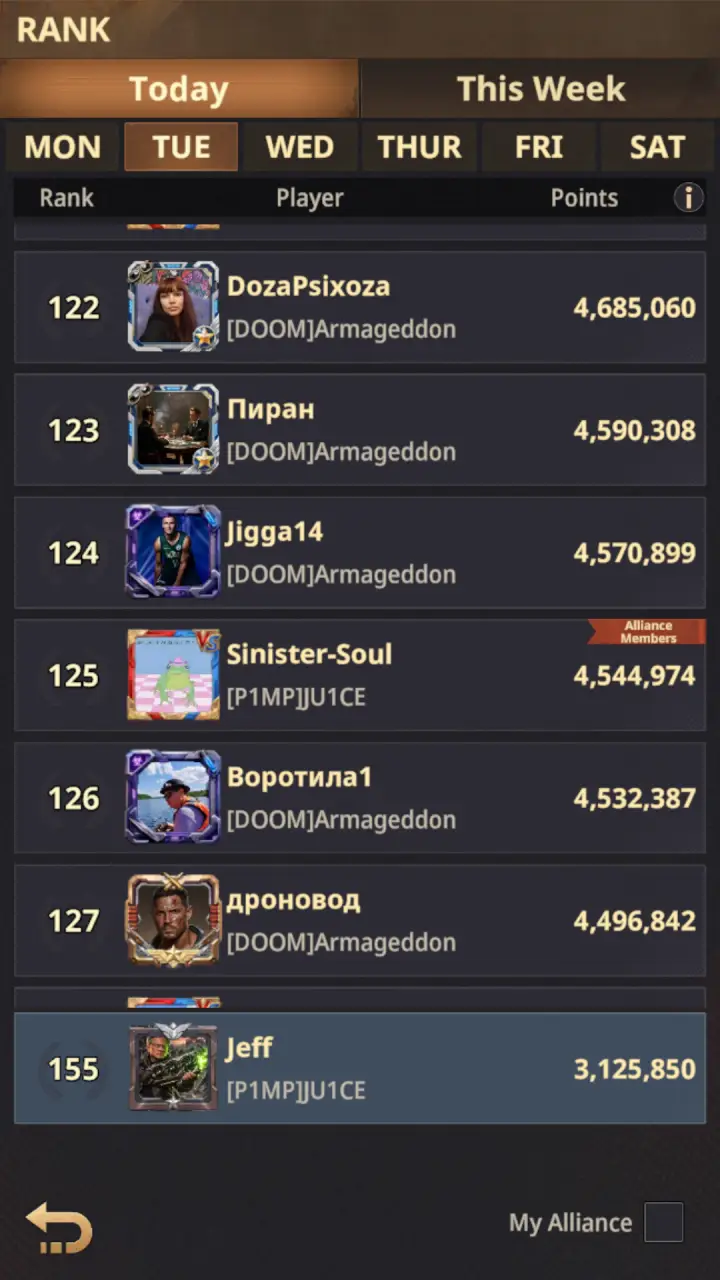 RANK
Today
This Week
MON
TUE
WED
THUR
FRI
SAT
Rank
Player
Points
122
DozaPsixoza
[DOOM]Armageddon
4,685,060
123
Пиран
[DOOM]Armageddon
4,590,308
124
Jigga14
[DOOM]Armageddon
4,570,899
125
Sinister-Soul
[P1MP]JU1CE
Alliance
Members
4,544,974
126
Воротила1
[DOOM]Armageddon
4,532,387
127
дроновод
[DOOM]Armageddon
4,496,842
155
Jeff
[P1MP]JU1CE
3,125,850
My Alliance